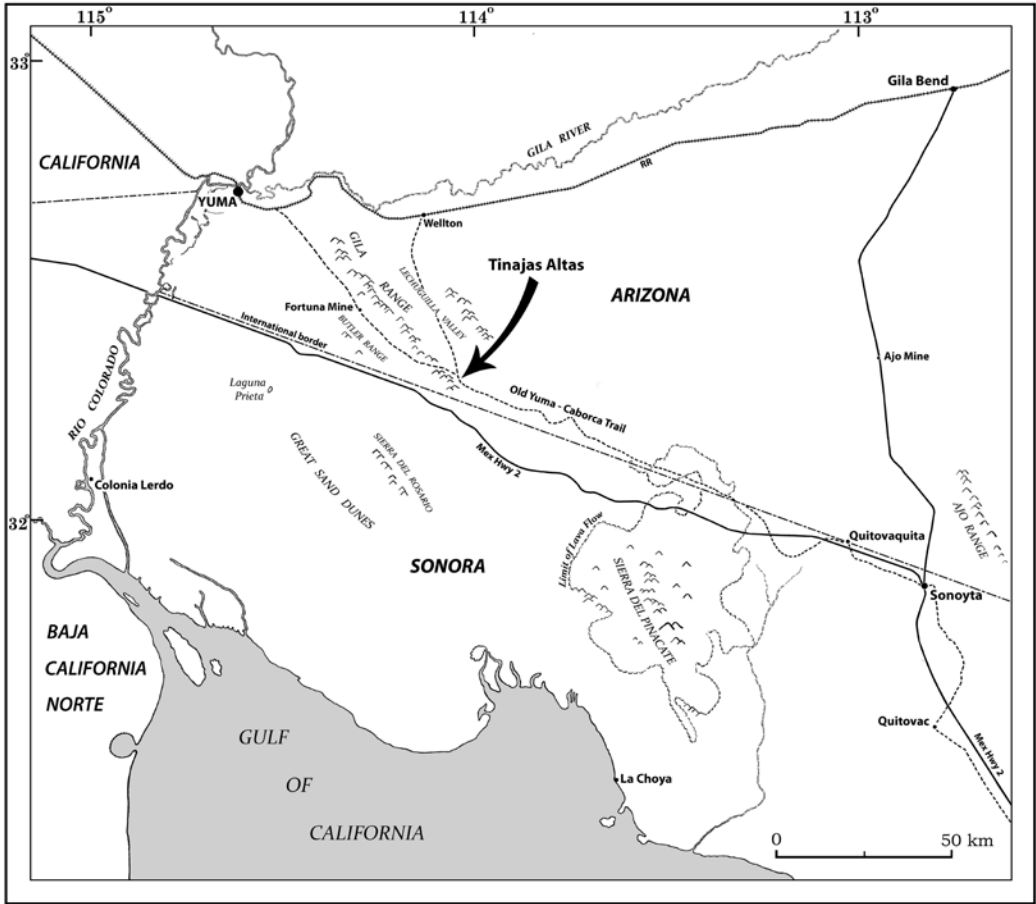 115°
114°
113°
33°
Gila Bend
GILA RIVER
CALIFORNIA
RR
YUMA
Wellton
GILA
RANGE
Tinajas Altas
LECHUGUILLA VALLEY
ARIZONA
Fortuna Mine
BUTLER RANGE
International border
Ajo Mine
RIO COLORADO
Laguna
Prieta
Old Yuma - Caborca Trail
GREAT SAND DUNES
SIERRA DEL ROSARIO
Mex Hwy 2
Colonia Lerdo
AJO RANGE
32°
Limit of Lava Flow
Quitovaquita
SONORA
SIERRA DEL PINACATE
Sonoyta
BAJA
CALIFORNIA
NORTE
Quitovac
GULF
OF
CALIFORNIA
Mex Hwy 2
La Choya
0
50 km